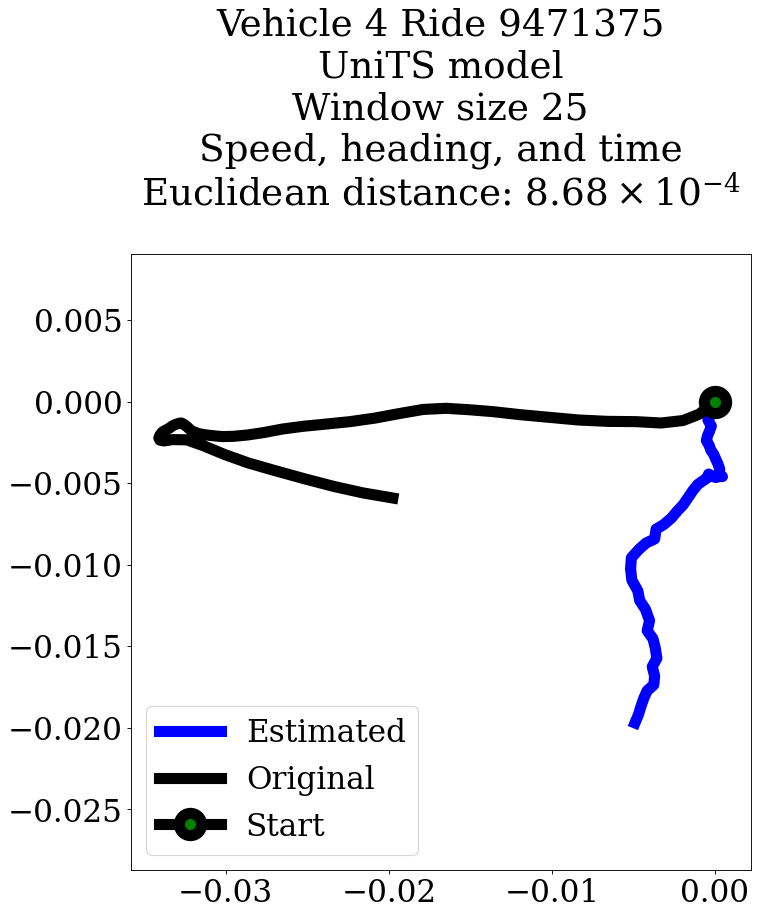 Vehicle 4 Ride 9471375
UniTS model
Window size 25
Speed, heading, and time
Euclidean distance: 8.68 × 10⁻⁴
0.005
0.000
−0.005
−0.010
−0.015
−0.020
−0.025
Estimated
Original
Start
−0.03
−0.02
−0.01
0.00